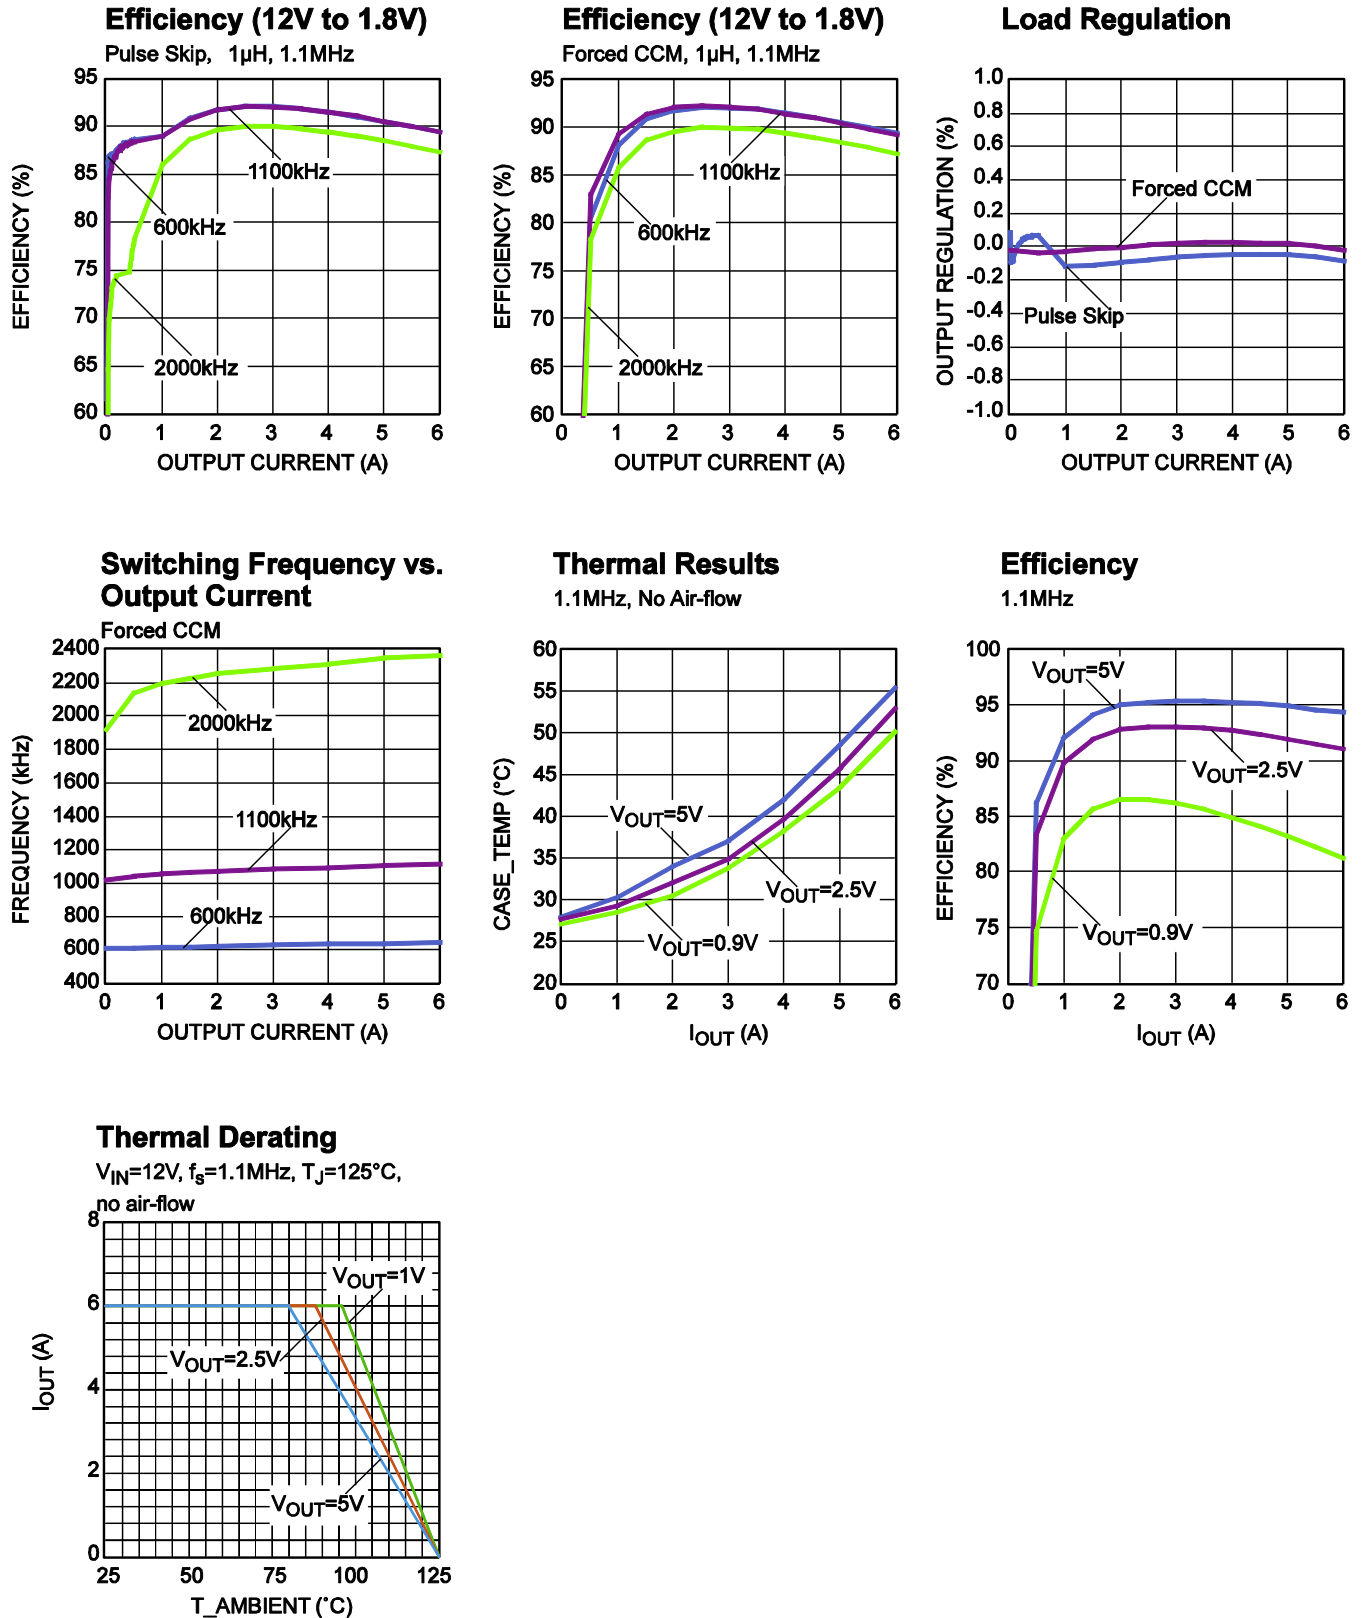 Efficiency (12V to 1.8V)
Pulse Skip, 1µH, 1.1MHz
95
90
85
80
75
70
65
60
EFFICIENCY (%)
1100kHz
600kHz
2000kHz
0 1 2 3 4 5 6
OUTPUT CURRENT (A)
Efficiency (12V to 1.8V)
Forced CCM, 1µH, 1.1MHz
95
90
85
80
75
70
65
60
EFFICIENCY (%)
1100kHz
600kHz
2000kHz
0 1 2 3 4 5 6
OUTPUT CURRENT (A)
Load Regulation
1.0
0.8
0.6
0.4
0.2
0.0
-0.2
-0.4
-0.6
-0.8
-1.0
OUTPUT REGULATION (%)
Forced CCM
Pulse Skip
0 1 2 3 4 5 6
OUTPUT CURRENT (A)
Switching Frequency vs.
Output Current
Forced CCM
2400
2200
2000
1800
1600
1400
1200
1000
800
600
400
FREQUENCY (kHz)
2000kHz
1100kHz
600kHz
0 1 2 3 4 5 6
OUTPUT CURRENT (A)
Thermal Results
1.1MHz, No Air-flow
60
55
50
45
40
35
30
25
20
CASE_TEMP (°C)
VOUT=5V
VOUT=2.5V
VOUT=0.9V
0 1 2 3 4 5 6
IOUT (A)
Efficiency
1.1MHz
100
95
90
85
80
75
70
EFFICIENCY (%)
VOUT=5V
VOUT=2.5V
VOUT=0.9V
0 1 2 3 4 5 6
IOUT (A)
Thermal Derating
VIN=12V, fs=1.1MHz, TJ=125°C,
no air-flow
8
6
4
2
0
IOUT (A)
VOUT=1V
VOUT=2.5V
VOUT=5V
25 50 75 100 125
T_AMBIENT (°C)